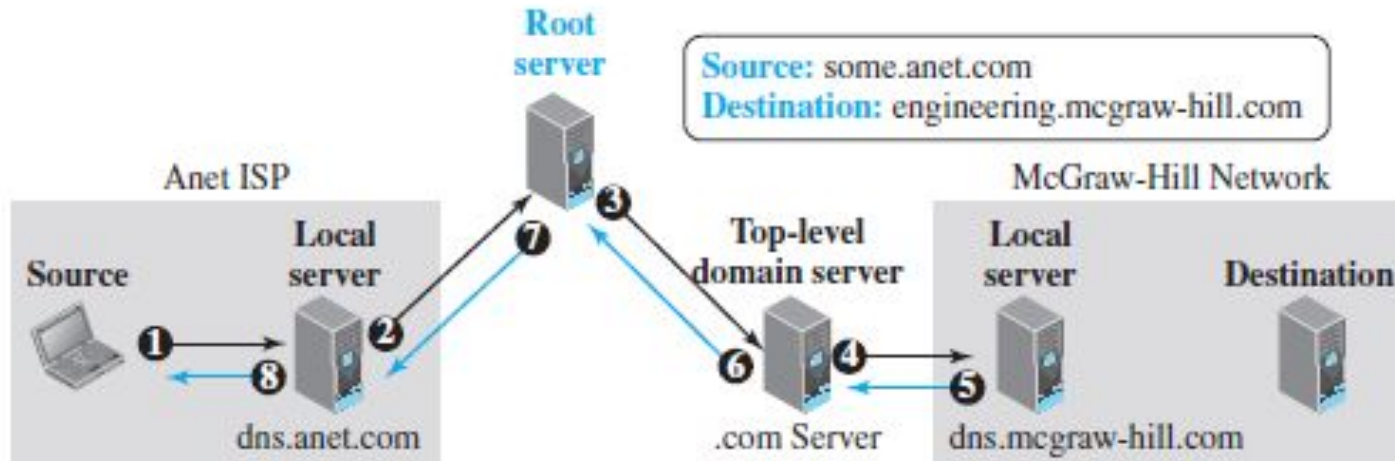 Root
server
Source: some.anet.com
Destination: engineering.mcgraw-hill.com
Anet ISP
McGraw-Hill Network
Source
Local
server
Top-level
domain server
Local
server
Destination
1
2
3
4
5
6
7
8
dns.anet.com
.com Server
dns.mcgraw-hill.com